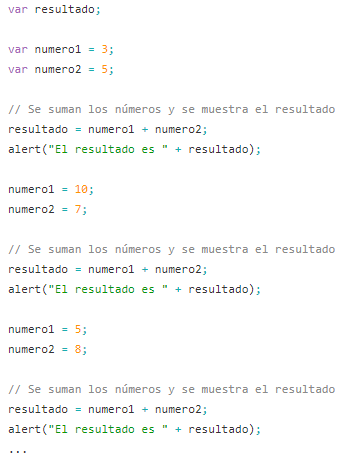 var resultado;
var numero1 = 3;
var numero2 = 5;
// Se suman los números y se muestra el resultado
resultado = numero1 + numero2;
alert("El resultado es " + resultado);
numero1 = 10;
numero2 = 7;
// Se suman los números y se muestra el resultado
resultado = numero1 + numero2;
alert("El resultado es " + resultado);
numero1 = 5;
numero2 = 8;
// Se suman los números y se muestra el resultado
resultado = numero1 + numero2;
alert("El resultado es " + resultado);
...